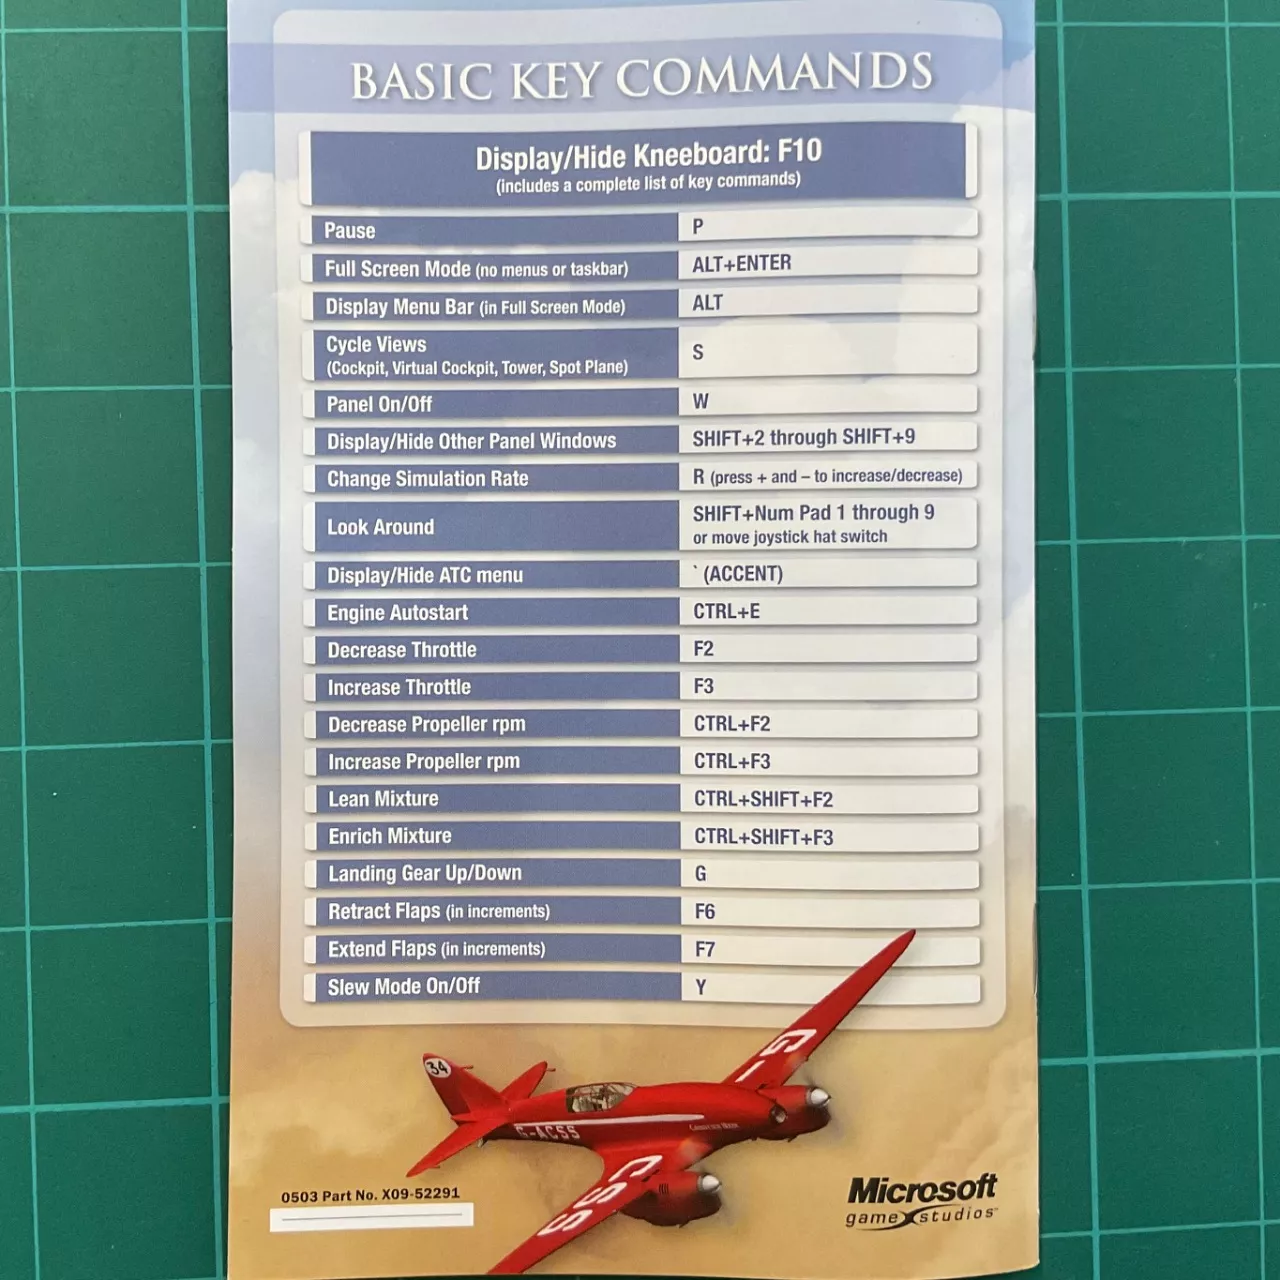 BASIC KEY COMMANDS
Display/Hide Kneeboard: F10
(includes a complete list of key commands)
Pause P
Full Screen Mode (no menus or taskbar) ALT+ENTER
Display Menu Bar (in Full Screen Mode) ALT
Cycle Views
(Cockpit, Virtual Cockpit, Tower, Spot Plane) S
Panel On/Off W
Display/Hide Other Panel Windows SHIFT+2 through SHIFT+9
Change Simulation Rate R (press + and – to increase/decrease)
Look Around SHIFT+Num Pad 1 through 9
or move joystick hat switch
Display/Hide ATC menu ` (ACCENT)
Engine Autostart CTRL+E
Decrease Throttle F2
Increase Throttle F3
Decrease Propeller rpm CTRL+F2
Increase Propeller rpm CTRL+F3
Lean Mixture CTRL+SHIFT+F2
Enrich Mixture CTRL+SHIFT+F3
Landing Gear Up/Down G
Retract Flaps (in increments) F6
Extend Flaps (in increments) F7
Slew Mode On/Off Y
34
G-ACSS
CSS
0503 Part No. X09-52291
Microsoft
game studios